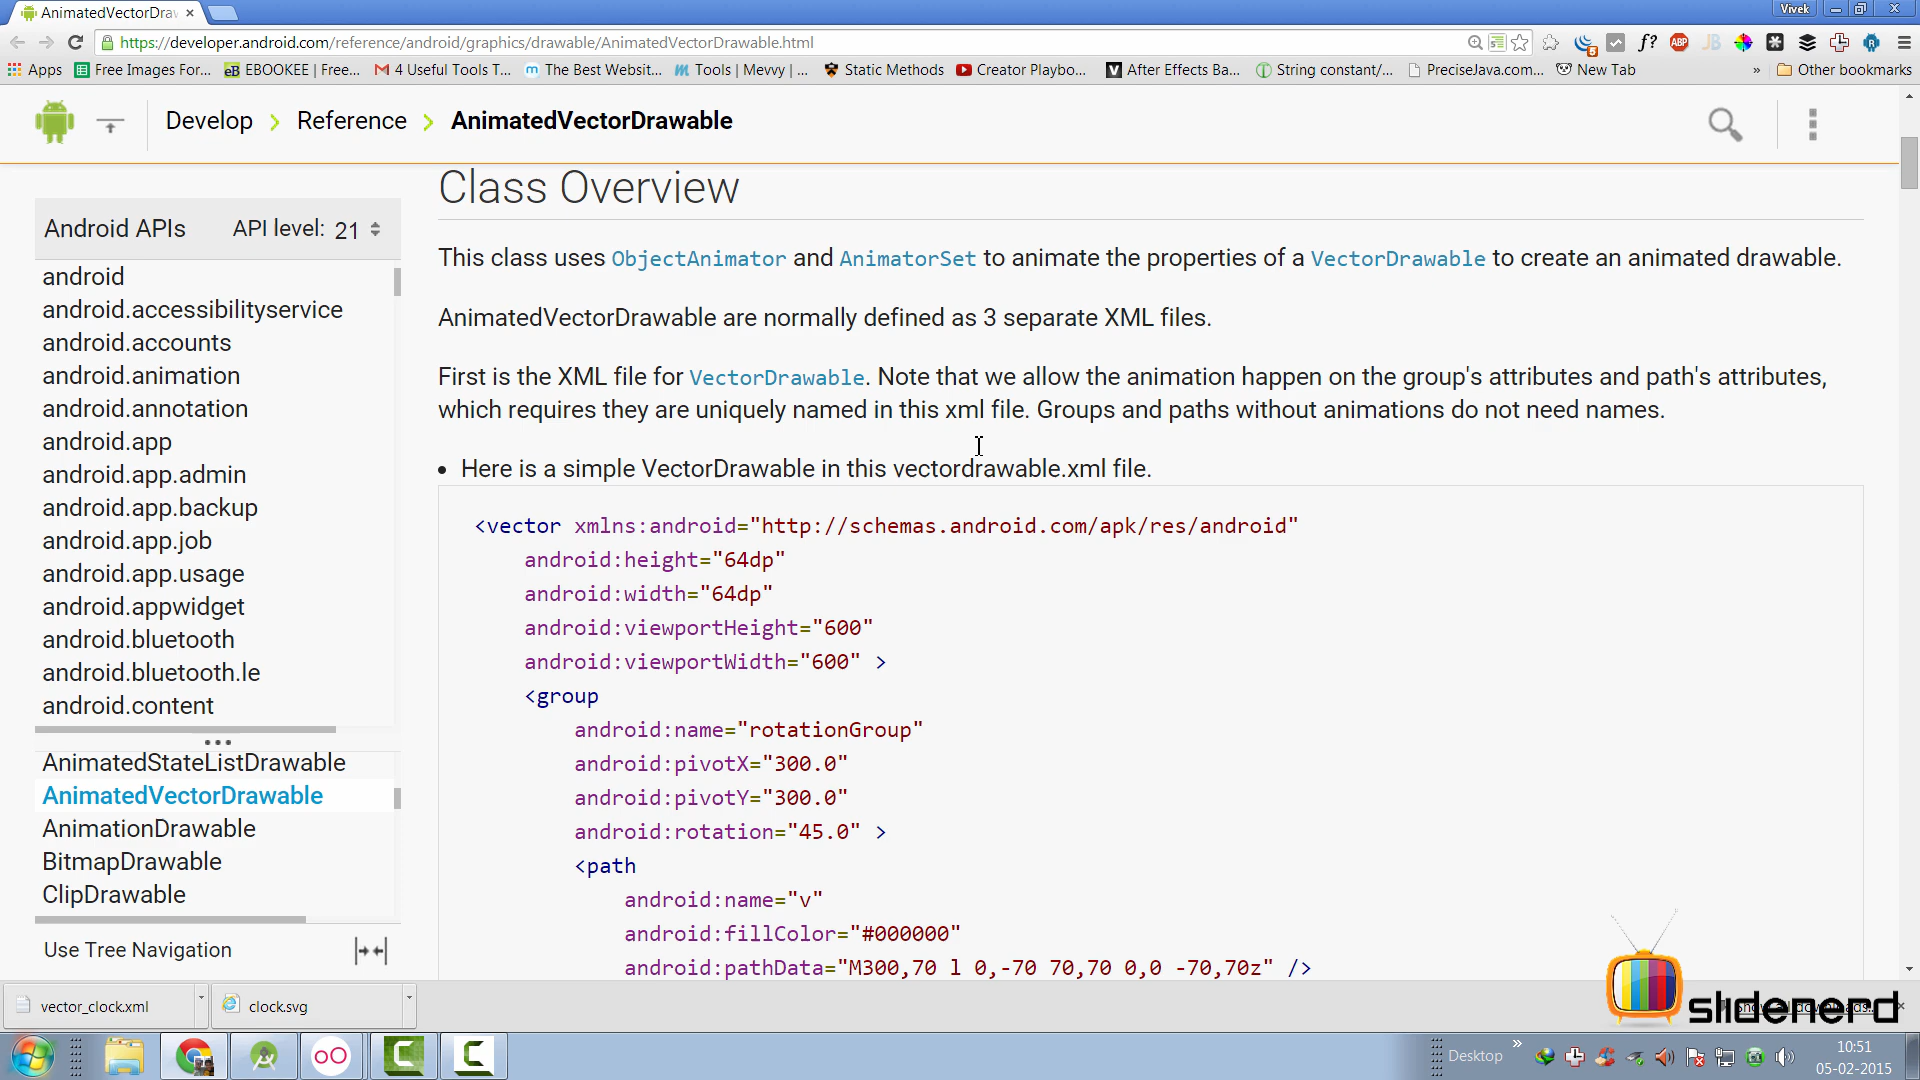 AnimatedVectorDraw
Vivek
https://developer.android.com/reference/android/graphics/drawable/AnimatedVectorDrawable.html
Apps
Free Images For...
EBOOKEE | Free...
4 Useful Tools T...
The Best Websit...
Tools | Mevvy | ...
Static Methods
Creator Playbo...
After Effects Ba...
String constant/...
PreciseJava.com...
New Tab
»
Other bookmarks
Develop > Reference > AnimatedVectorDrawable
Class Overview
Android APIs API level: 21
android
android.accessibilityservice
android.accounts
android.animation
android.annotation
android.app
android.app.admin
android.app.backup
android.app.job
android.app.usage
android.appwidget
android.bluetooth
android.bluetooth.le
android.content
AnimatedStateListDrawable
AnimatedVectorDrawable
AnimationDrawable
BitmapDrawable
ClipDrawable
Use Tree Navigation
This class uses ObjectAnimator and AnimatorSet to animate the properties of a VectorDrawable to create an animated drawable.
AnimatedVectorDrawable are normally defined as 3 separate XML files.
First is the XML file for VectorDrawable. Note that we allow the animation happen on the group's attributes and path's attributes,
which requires they are uniquely named in this xml file. Groups and paths without animations do not need names.
• Here is a simple VectorDrawable in this vectordrawable.xml file.
<vector xmlns:android="http://schemas.android.com/apk/res/android"
android:height="64dp"
android:width="64dp"
android:viewportHeight="600"
android:viewportWidth="600" >
<group
android:name="rotationGroup"
android:pivotX="300.0"
android:pivotY="300.0"
android:rotation="45.0" >
<path
android:name="v"
android:fillColor="#000000"
android:pathData="M300,70 l 0,-70 70,70 0,0 -70,70z" />
vector_clock.xml
clock.svg
slidenerd
Desktop
10:51
05-02-2015